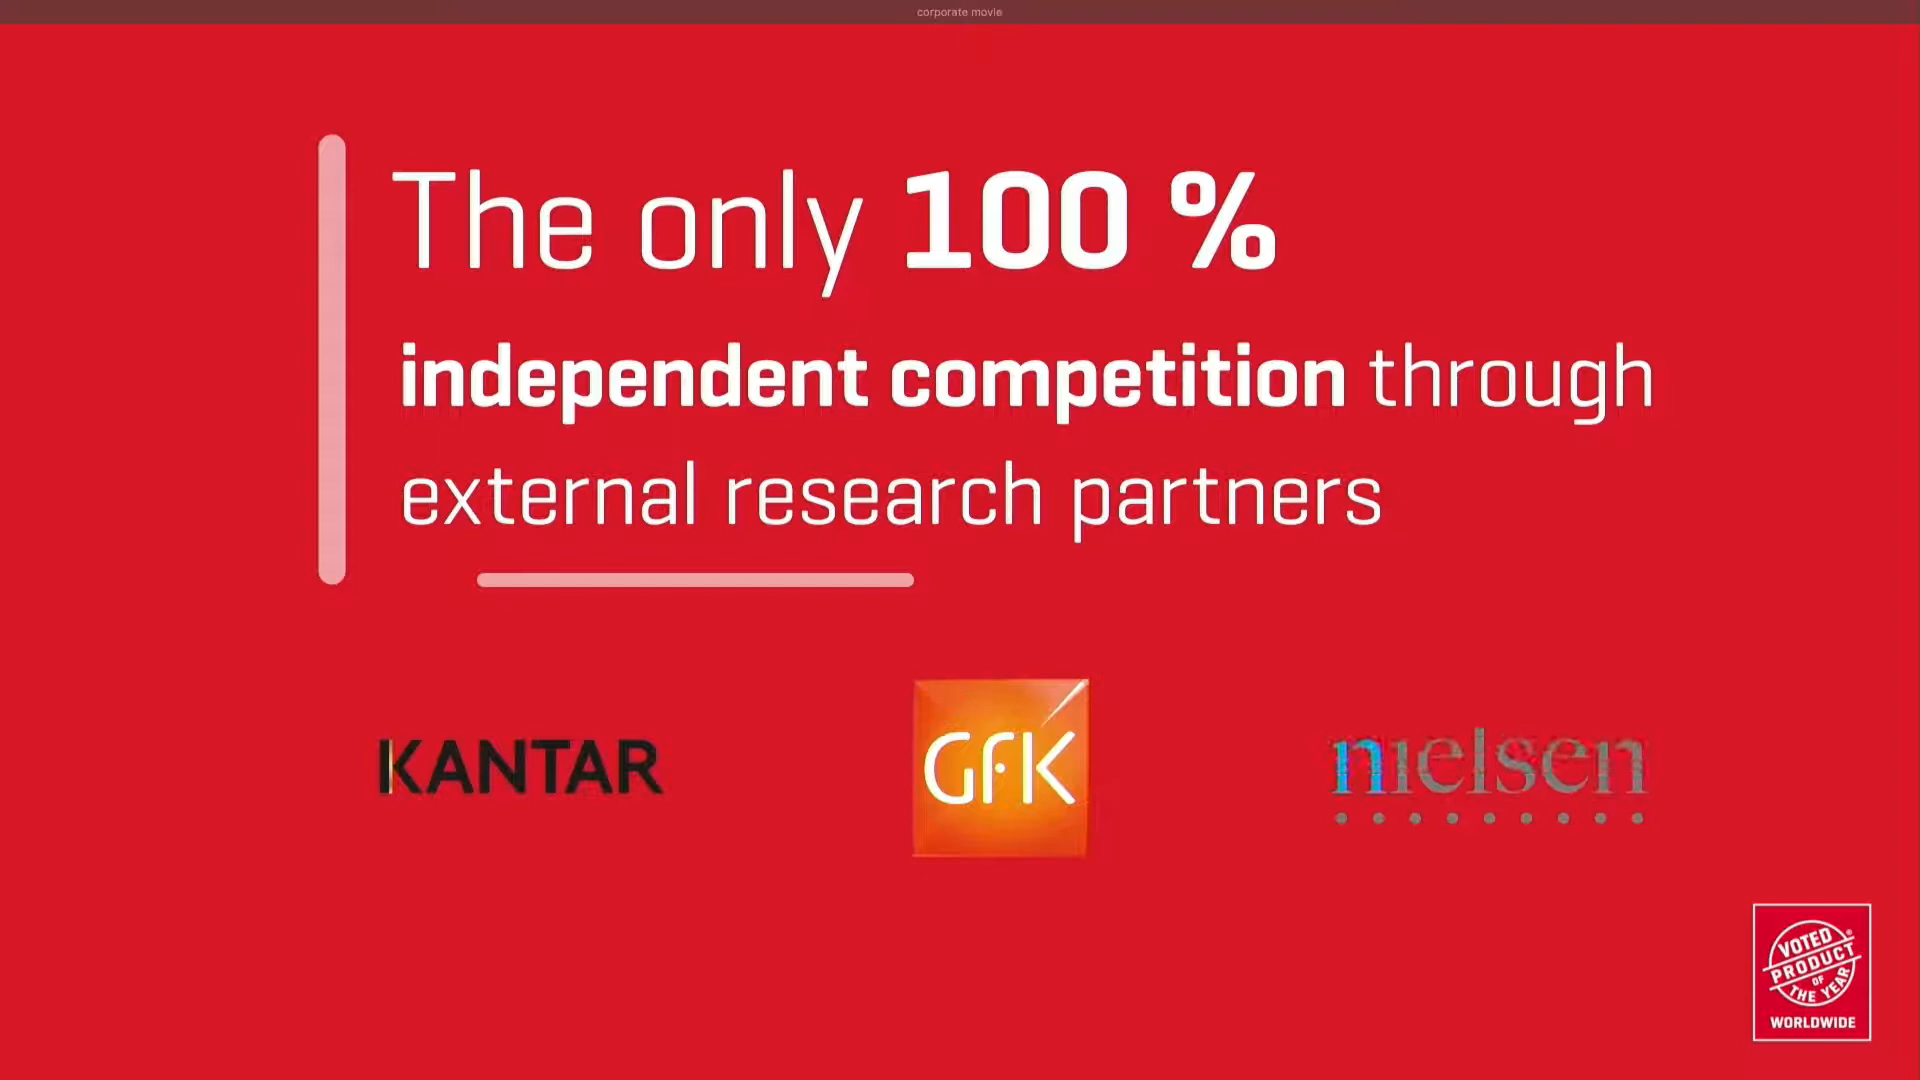 corporate movie
The only 100 %
independent competition through
external research partners
KANTAR
GfK
nielsen
VOTED
PRODUCT
OF
THE YEAR
WORLDWIDE